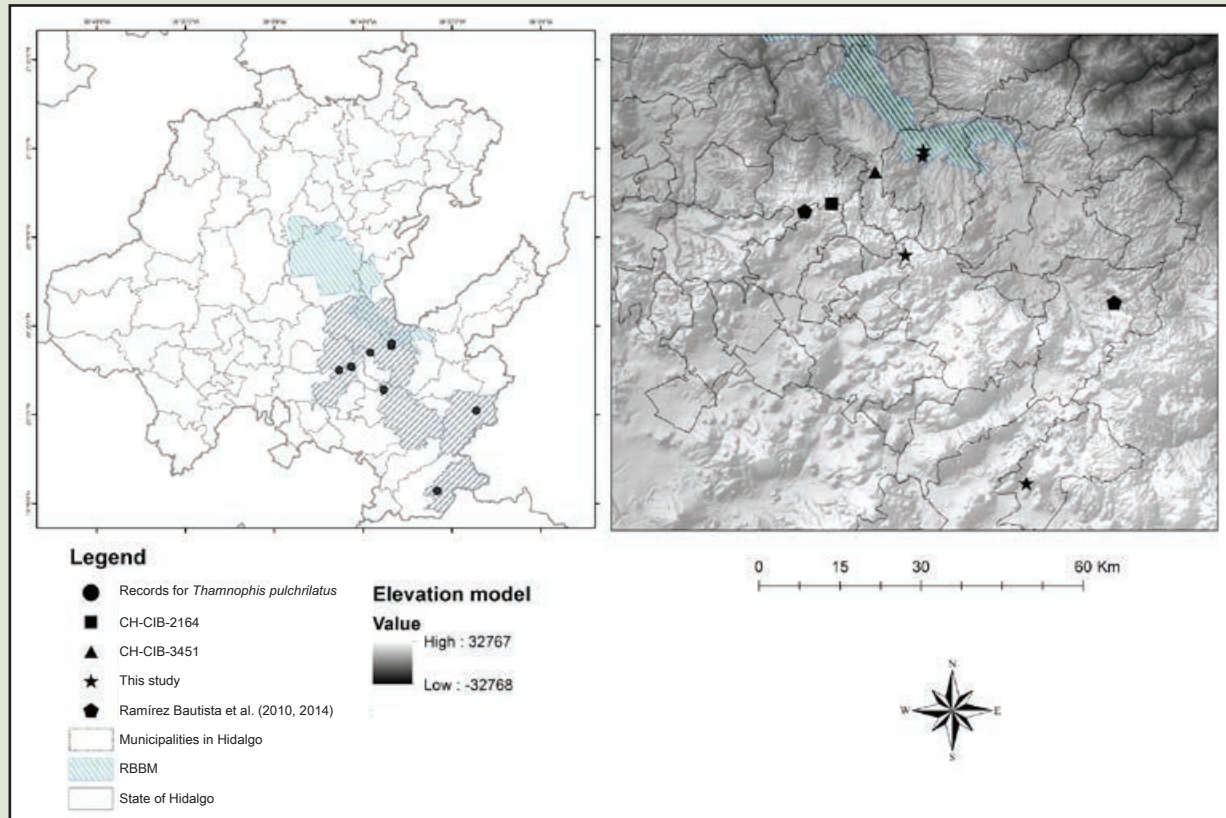 Legend
Records for Thamnophis pulchrilatus
CH-CIB-2164
CH-CIB-3451
This study
Ramírez Bautista et al. (2010, 2014)
Municipalities in Hidalgo
RBBM
State of Hidalgo
Elevation model
Value
High : 32767
Low : -32768
0 15 30 60 Km
N
W E
S